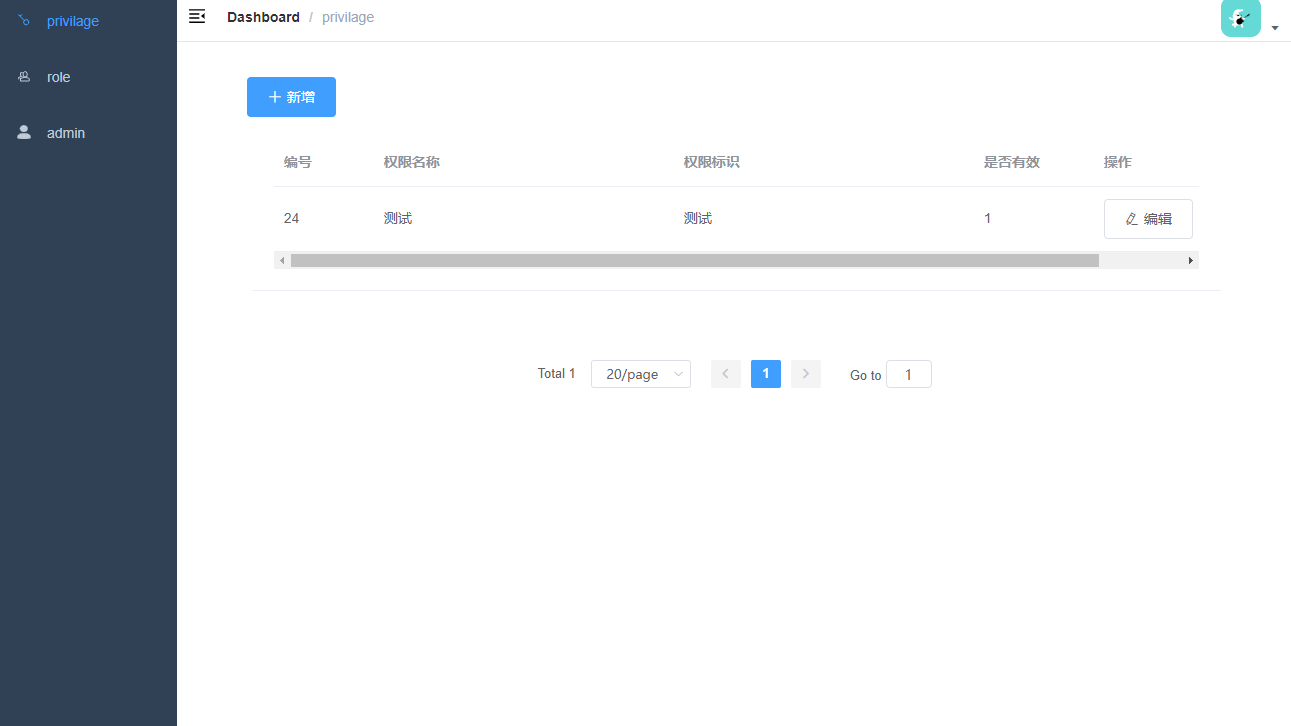 privilage
role
admin
Dashboard / privilage
新增
编号 权限名称 权限标识 是否有效 操作
24 测试 测试 1 编辑
Total 1 20/page 1 Go to 1